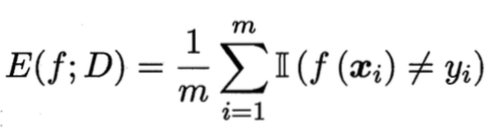 E(f; D) = \frac{1}{m} \sum_{i=1}^{m} \mathbb{I} (f (\boldsymbol{x}_i) \neq y_i)